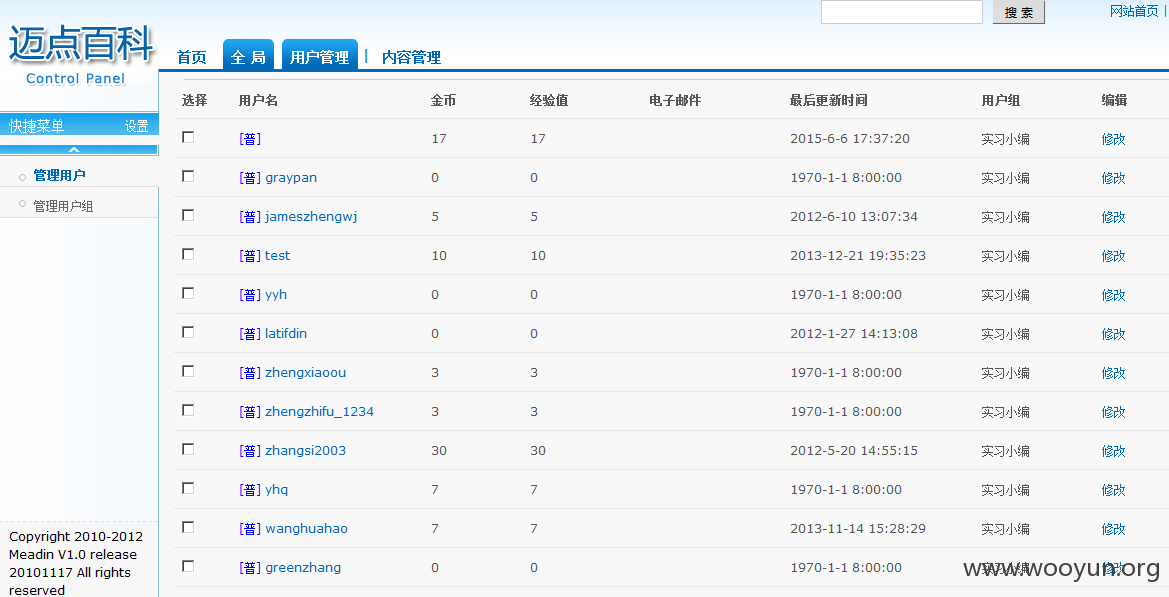 搜 索
网站首页 |
迈点百科
Control Panel
首页 全 局 用户管理 | 内容管理
快捷菜单 设置
管理用户
管理用户组
选择 用户名 金币 经验值 电子邮件 最后更新时间 用户组 编辑
[普] 17 17 2015-6-6 17:37:20 实习小编 修改
[普] graypan 0 0 1970-1-1 8:00:00 实习小编 修改
[普] jameszhengwj 5 5 2012-6-10 13:07:34 实习小编 修改
[普] test 10 10 2013-12-21 19:35:23 实习小编 修改
[普] yyh 0 0 1970-1-1 8:00:00 实习小编 修改
[普] latifdin 0 0 2012-1-27 14:13:08 实习小编 修改
[普] zhengxiaoou 3 3 1970-1-1 8:00:00 实习小编 修改
[普] zhengzhifu_1234 3 3 1970-1-1 8:00:00 实习小编 修改
[普] zhangsi2003 30 30 2012-5-20 14:55:15 实习小编 修改
[普] yhq 7 7 1970-1-1 8:00:00 实习小编 修改
[普] wanghuahao 7 7 2013-11-14 15:28:29 实习小编 修改
[普] greenzhang 0 0 1970-1-1 8:00:00 实习小编 修改
www.wooyun.org
Copyright 2010-2012
Meadin V1.0 release
20101117 All rights
reserved